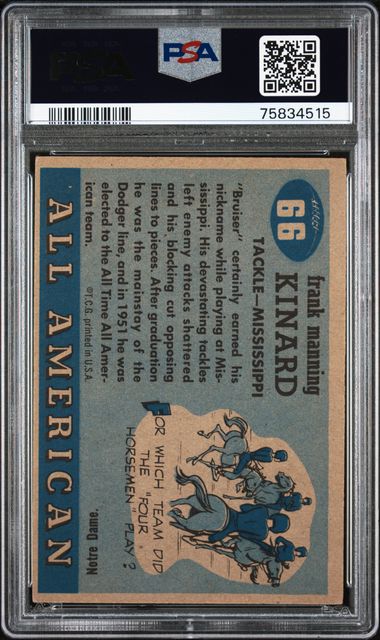 PSA
PSA
75834515
66
frank manning
KINARD
TACKLE—MISSISSIPPI
"Bruiser" certainly earned his
nickname while playing at Mis-
sissippi. His devastating tackles
left enemy attacks shattered
and his blocking cut opposing
lines to pieces. After graduation
he was the mainstay of the
Dodger line, and in 1951 he was
elected to the All Time All Amer-
ican team.
©T.C.G. printed in U.S.A.
FOR WHICH TEAM DID
THE "FOUR
HORSEMEN" PLAY?
Notre Dame.
ALL AMERICAN